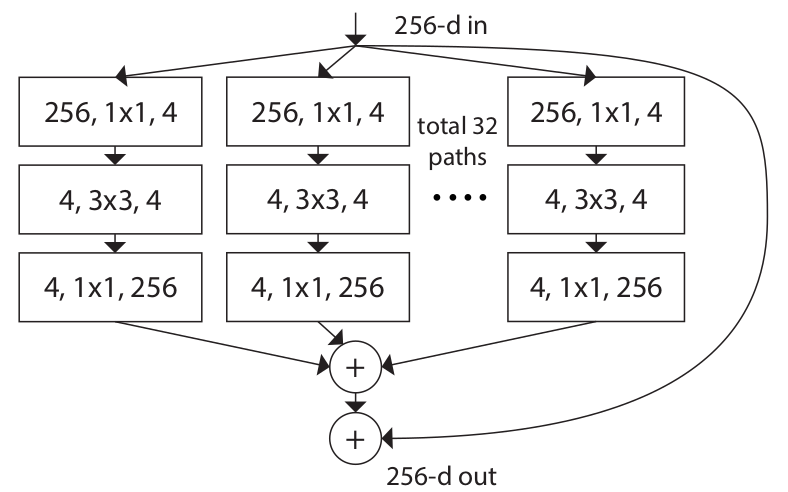 256-d in
256, 1x1, 4
256, 1x1, 4
256, 1x1, 4
total 32
paths
4, 3x3, 4
4, 3x3, 4
....
4, 3x3, 4
4, 1x1, 256
4, 1x1, 256
4, 1x1, 256
+
+
256-d out